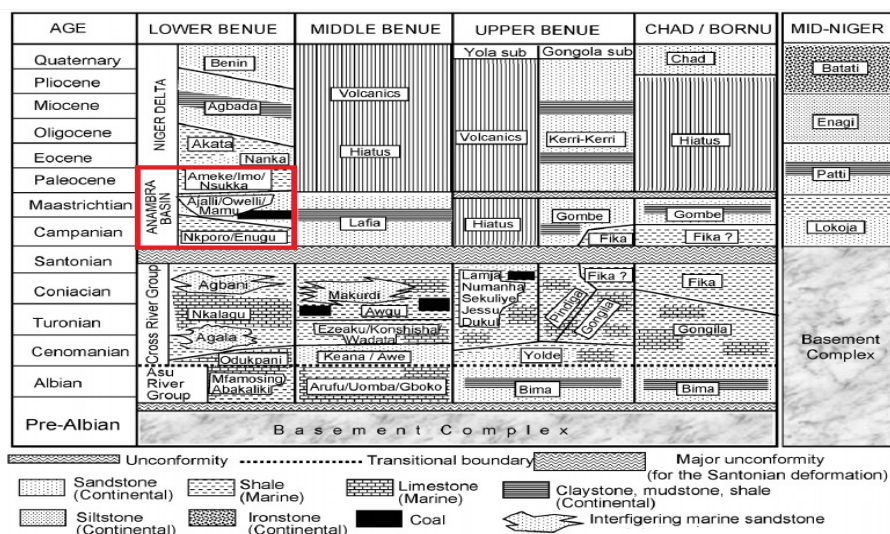 AGE LOWER BENUE MIDDLE BENUE UPPER BENUE CHAD / BORNU MID-NIGER
Yola sub Gongola sub
Quaternary
Pliocene
Miocene
Oligocene
Eocene
Paleocene
Maastrichtian
Campanian
Santonian
Coniacian
Turonian
Cenomanian
Albian
Pre-Albian
NIGER DELTA
Benin
Agbada
Akata
Nanka
ANAMBRA
BASIN
Ameke/Imo/
Nsukka
Ajalli/Owelli/
Mamu
Nkporo/Enugu
Cross River Group
Agbani
Nkalagu
Agala
Odukpani
Asu
River
Group
Mfamosing
Abakaliki
Volcanics
Hiatus
Lafia
Makurdi
Awgu
Ezeaku/Konshisha/
Wadata
Keana / Awe
Arufu/Uomba/Gboko
Volcanics
Hiatus
Lamja
Numanha
Sekuliye
Jessu
Dukul
Kerri-Kerri
Gombe
Fika
Fika ?
Pindiga
Gongila
Yolde
Bima
Chad
Hiatus
Gombe
Fika ?
Fika
Gongila
Bima
Batati
Enagi
Patti
Lokoja
Basement
Complex
Basement Complex
Unconformity
Transitional boundary
Major unconformity
(for the Santonian deformation)
Sandstone
(Continental)
Shale
(Marine)
Limestone
(Marine)
Claystone, mudstone, shale
(Continental)
Siltstone
(Continental)
Ironstone
(Continental)
Coal
Interfigering marine sandstone